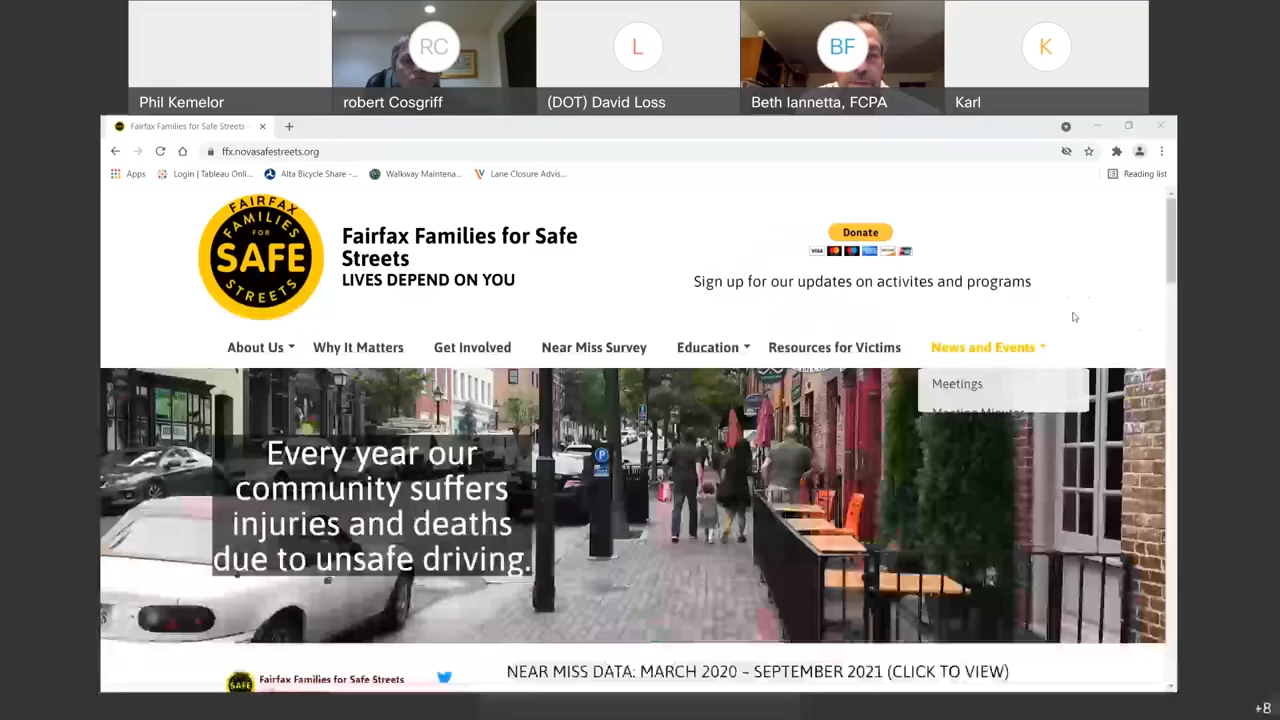 RC
L
BF
K
Phil Kemelor
robert Cosgriff
(DOT) David Loss
Beth Iannetta, FCPA
Karl
Fairfax Families for Safe Streets
ffx.novasafestreets.org
Apps
Login | Tableau Onli...
Alta Bicycle Share -...
Walkway Maintena...
Lane Closure Advis...
Reading list
FAIRFAX
FAMILIES
FOR
SAFE
STREETS
Fairfax Families for Safe
Streets
LIVES DEPEND ON YOU
Donate
VISA
Sign up for our updates on activites and programs
About Us
Why It Matters
Get Involved
Near Miss Survey
Education
Resources for Victims
News and Events
Meetings
Meeting Minutes
P
Every year our
community suffers
injuries and deaths
due to unsafe driving.
SAFE
Fairfax Families for Safe Streets
NEAR MISS DATA: MARCH 2020 – SEPTEMBER 2021 (CLICK TO VIEW)
+8